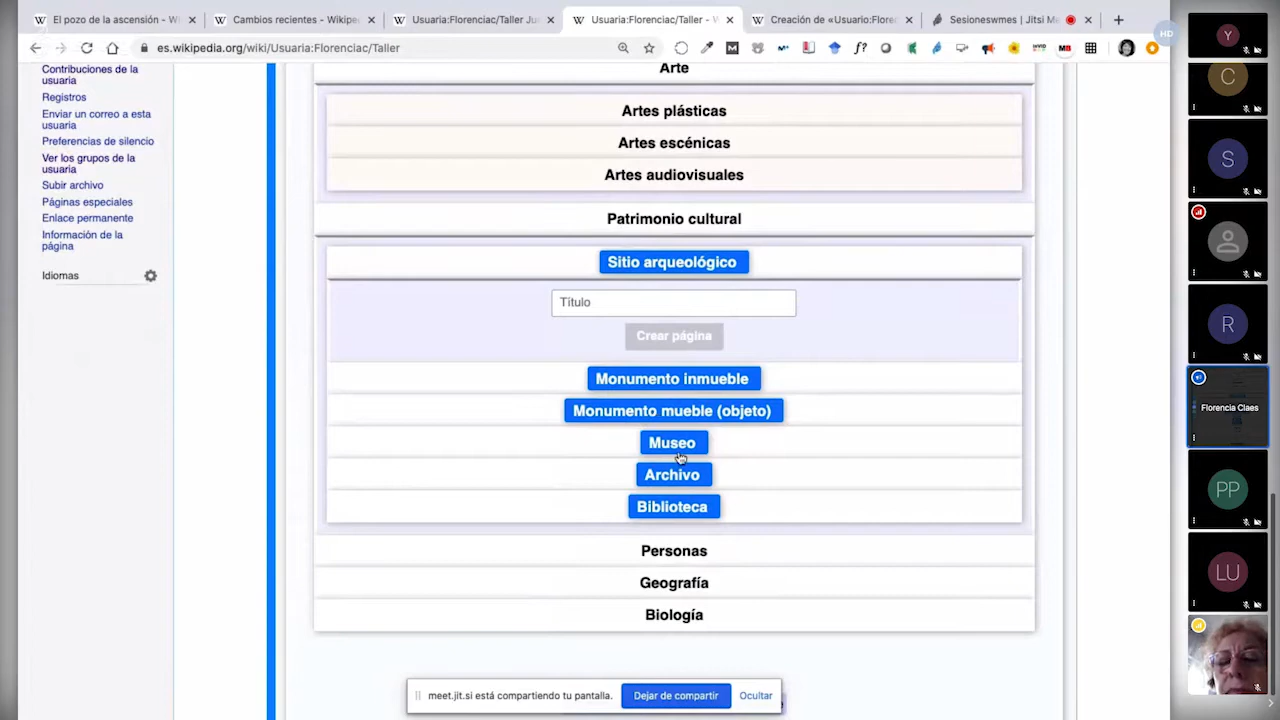 El pozo de la ascensión - Wi
Cambios recientes - Wikipe
Usuaria:Florenciac/Taller Ju
Usuaria:Florenciac/Taller - W
Creación de «Usuario:Flore
Sesioneswmes | Jitsi Me
es.wikipedia.org/wiki/Usuaria:Florenciac/Taller
HD
Contribuciones de la
usuaria
Registros
Enviar un correo a esta
usuaria
Preferencias de silencio
Ver los grupos de la
usuaria
Subir archivo
Páginas especiales
Enlace permanente
Información de la
página
Idiomas
Arte
Artes plásticas
Artes escénicas
Artes audiovisuales
Patrimonio cultural
Sitio arqueológico
Título
Crear página
Monumento inmueble
Monumento mueble (objeto)
Museo
Archivo
Biblioteca
Personas
Geografía
Biología
meet.jit.si está compartiendo tu pantalla.
Dejar de compartir
Ocultar
Y
C
S
R
Florencia Claes
PP
LU